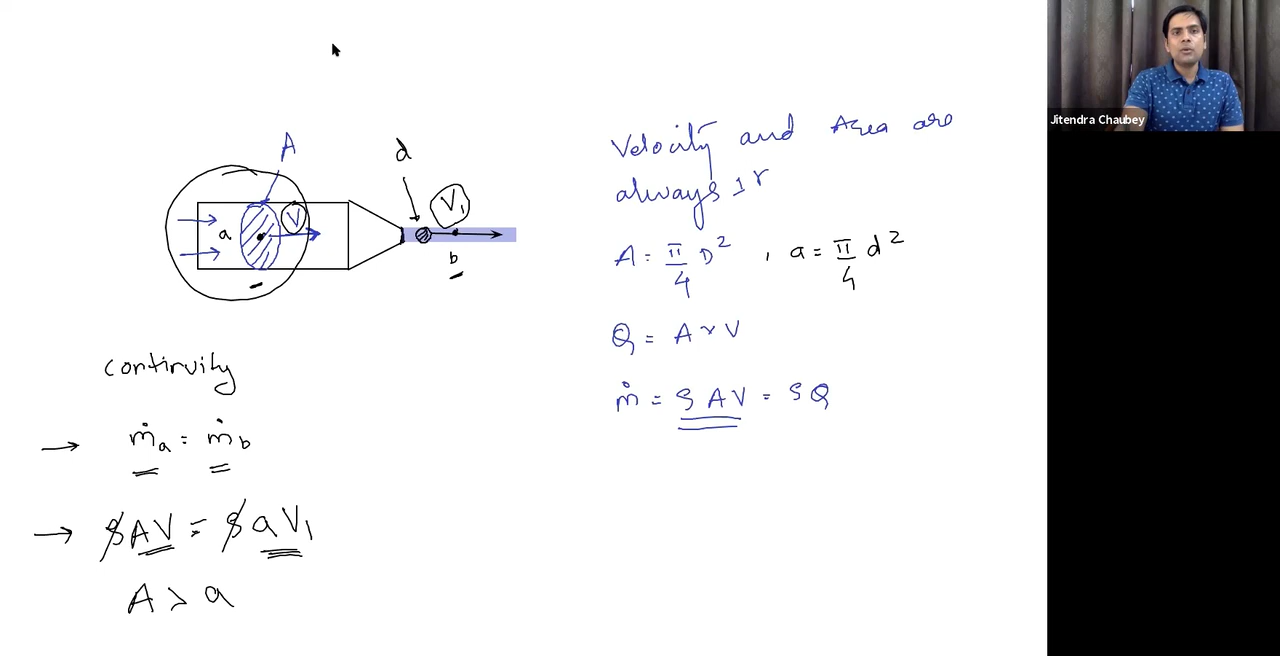 A
d
V₁
a
V
b
Velocity and Area are
always ⊥r
A = π/4 D² , a = π/4 d²
Q = A × V
ṁ = ρAV = ρQ
continuity
→ ṁa = ṁb
→ ρAV = ρaV₁
A > a
Jitendra Chaubey